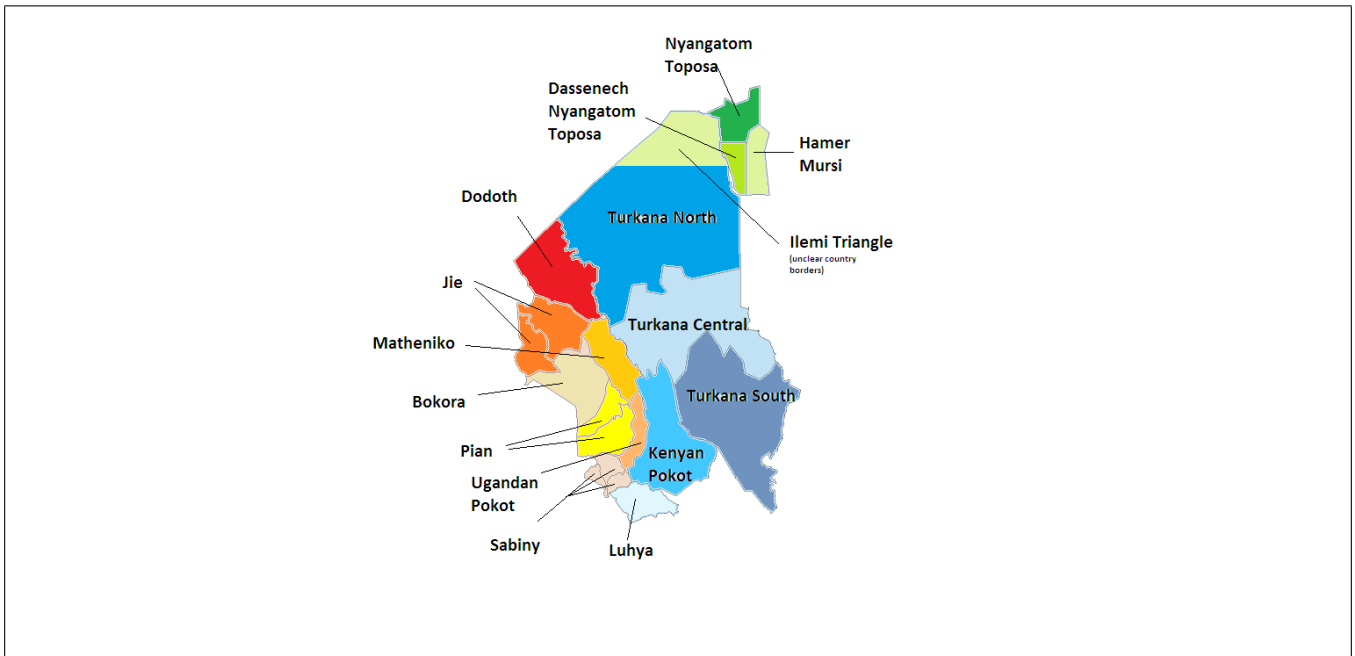 Nyangatom
Toposa
Dassenech
Nyangatom
Toposa
Hamer
Mursi
Dodoth
Turkana North
Ilemi Triangle
(unclear country
borders)
Jie
Turkana Central
Matheniko
Bokora
Turkana South
Pian
Kenyan
Pokot
Ugandan
Pokot
Sabiny
Luhya